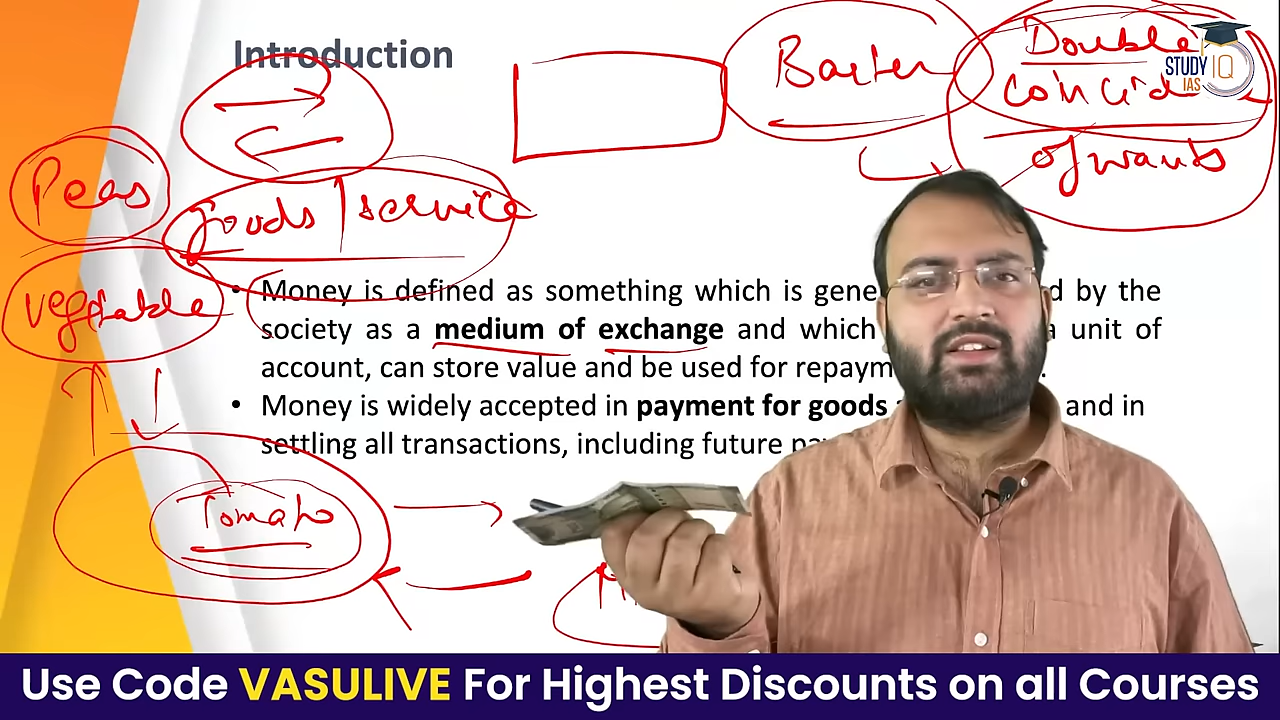 Introduction
Barter
Double
coincide
of wants
STUDY IQ
IAS
Peas
goods | service
vegetable
• Money is defined as something which is gene d by the
society as a medium of exchange and which a unit of
account, can store value and be used for repaym
• Money is widely accepted in payment for goods and in
settling all transactions, including future pa
Tomato
Use Code VASULIVE For Highest Discounts on all Courses